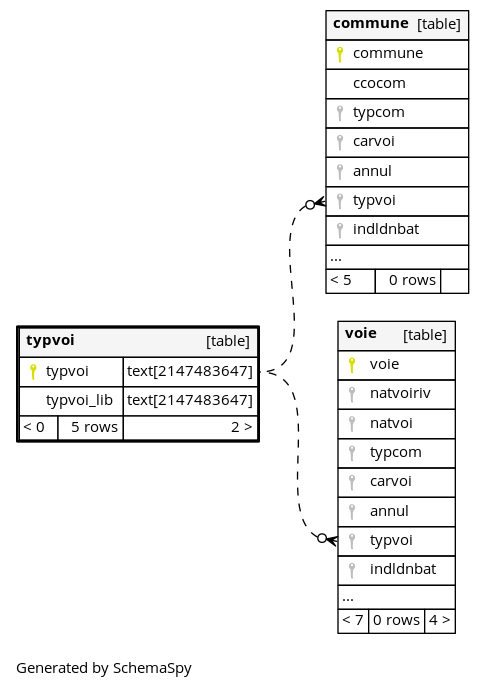 commune [table]
commune
ccocom
typcom
carvoi
annul
typvoi
indldnbat
...
< 5 0 rows
typvoi [table]
typvoi text[2147483647]
typvoi_lib text[2147483647]
< 0 5 rows 2 >
voie [table]
voie
natvoiriv
natvoi
typcom
carvoi
annul
typvoi
indldnbat
...
< 7 0 rows 4 >
Generated by SchemaSpy